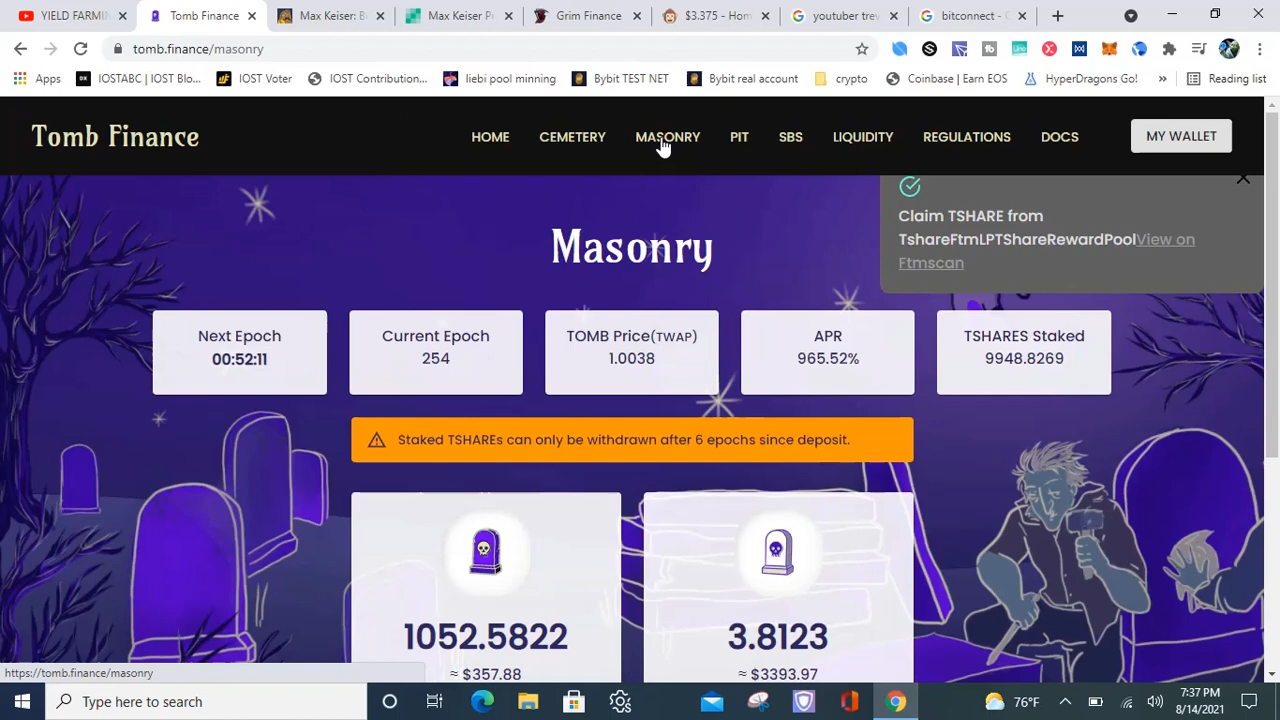 YIELD FARMIN
Tomb Finance
Max Keiser: B
Max Keiser Pr
Grim Finance
$3.375 - Hom
youtuber trev
bitconnect - G
tomb.finance/masonry
Apps
IOSTABC | IOST Blo...
IOST Voter
IOST Contribution...
liebi pool minning
Bybit TEST NET
Bybit real account
crypto
Coinbase | Earn EOS
HyperDragons Go!
»
Reading list
Tomb Finance
HOME
CEMETERY
MASONRY
PIT
SBS
LIQUIDITY
REGULATIONS
DOCS
MY WALLET
Claim TSHARE from
TshareFtmLPTShareRewardPoolView on
Ftmscan
Masonry
Next Epoch
00:52:11
Current Epoch
254
TOMB Price(TWAP)
1.0038
APR
965.52%
TSHARES Staked
9948.8269
Staked TSHAREs can only be withdrawn after 6 epochs since deposit.
1052.5822
≈ $357.88
3.8123
≈ $3393.97
https://tomb.finance/masonry
Type here to search
76°F
7:37 PM
8/14/2021